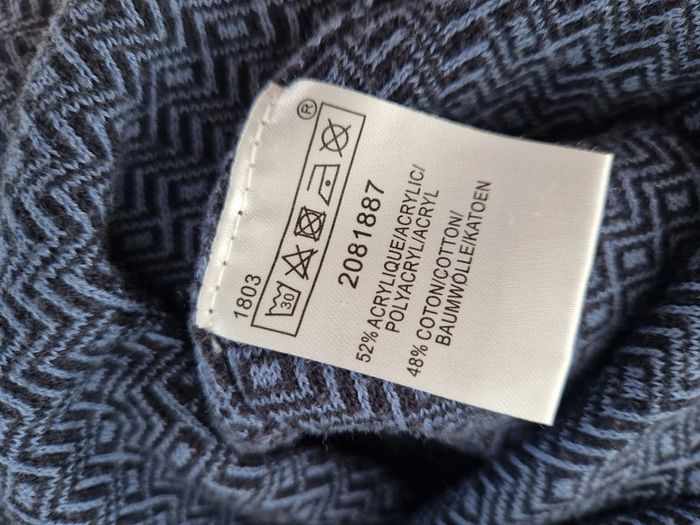 1803
30
®
2081887
52% ACRYLIQUE/ACRYLIC/
POLYACRYL/ACRYL
48% COTON/COTTON/
BAUMWOLLE/KATOEN